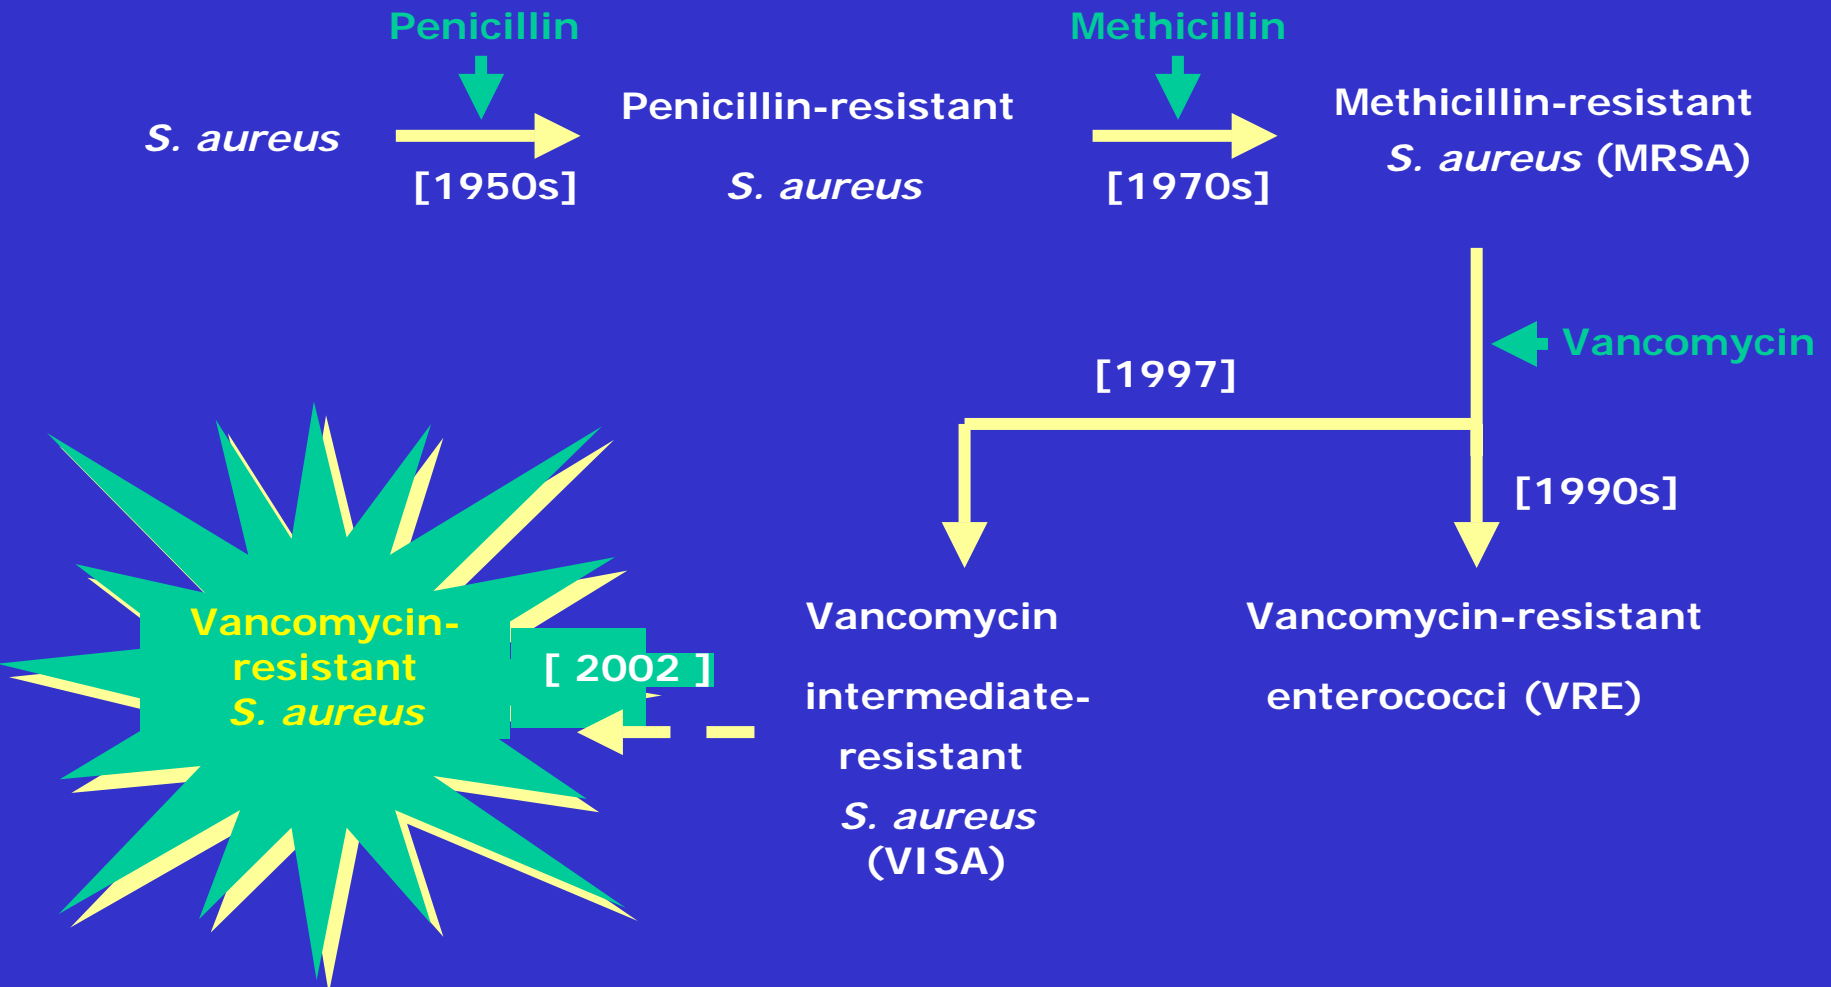 Penicillin
Methicillin
S. aureus
[1950s]
Penicillin-resistant
S. aureus
[1970s]
Methicillin-resistant
S. aureus (MRSA)
Vancomycin
[1997]
[1990s]
Vancomycin-resistant
enterococci (VRE)
Vancomycin
intermediate-
resistant
S. aureus
(VISA)
[ 2002 ]
Vancomycin-
resistant
S. aureus